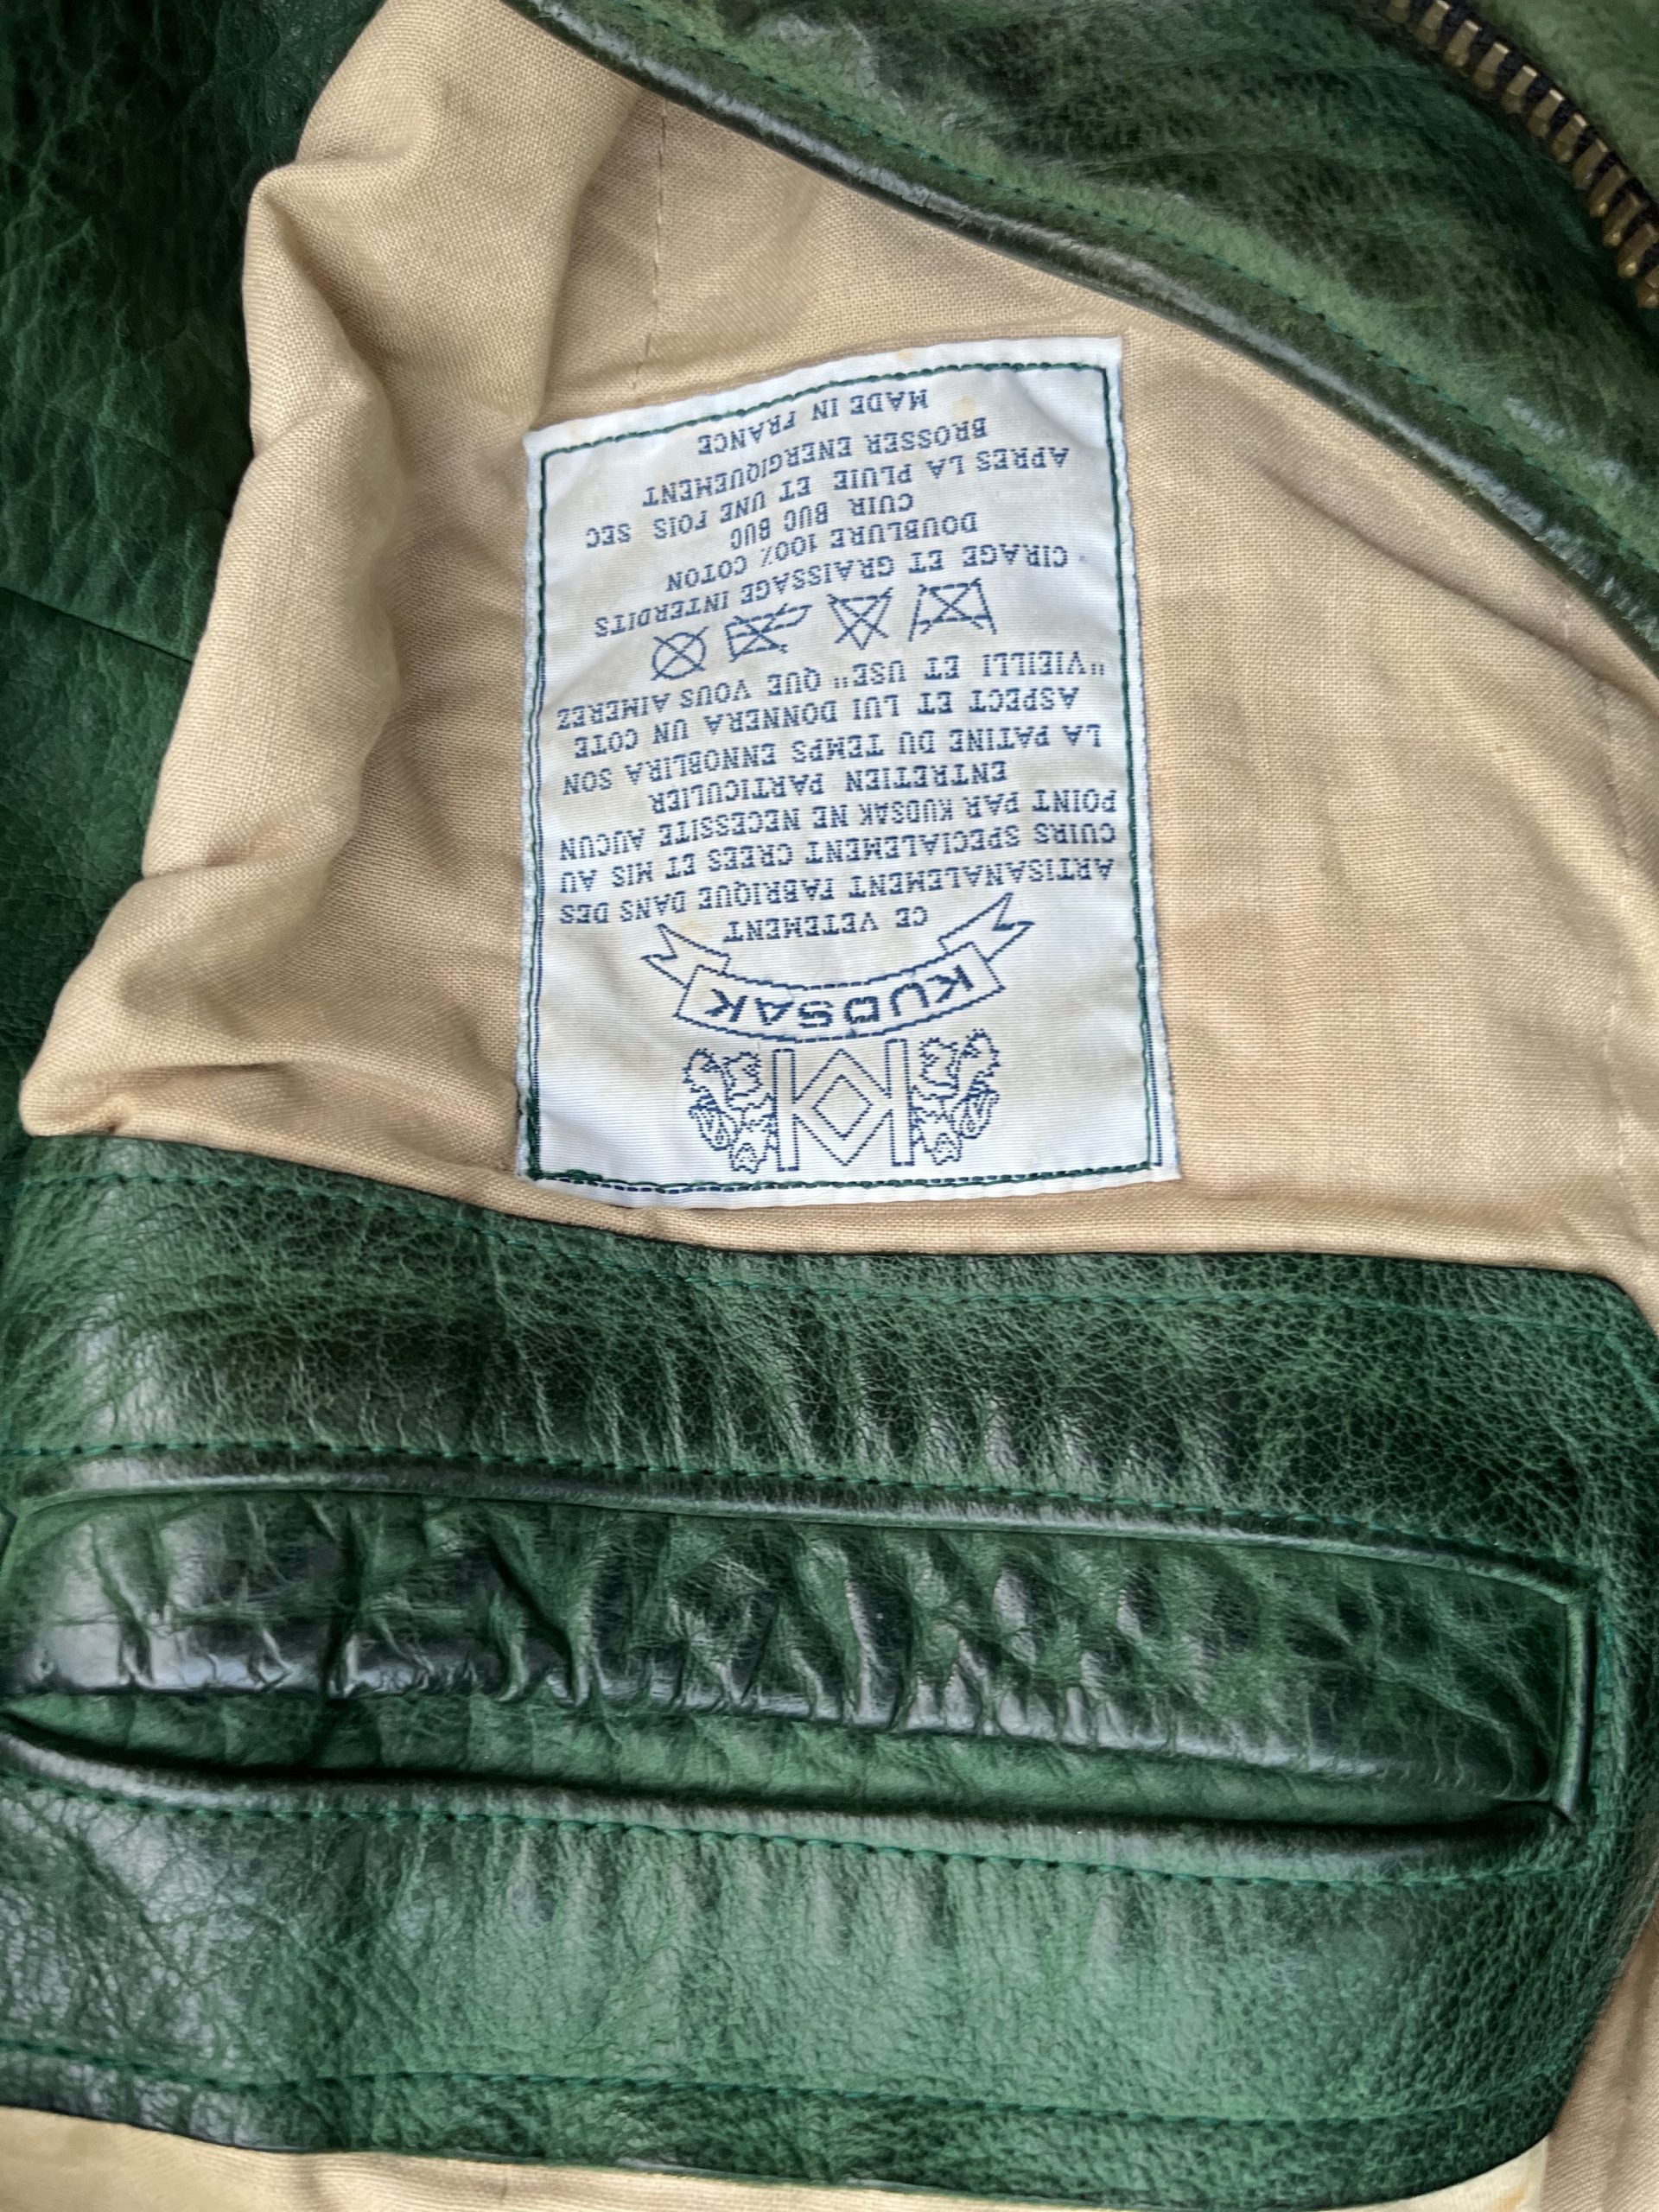 KUDSAK
CE VETEMENT
ARTISANALEMENT FABRIQUE DANS DES
CUIRS SPECIALEMENT CREES ET MIS AU
POINT PAR KUDSAK NE NECESSITE AUCUN
ENTRETIEN PARTICULIER
LA PATINE DU TEMPS ENNOBLIRA SON
ASPECT ET LUI DONNERA UN COTE
"VIEILLI ET USE" QUE VOUS AIMEREZ
CIRAGE ET GRAISSAGE INTERDITS
DOUBLURE 100% COTON
CUIR BUG BUG
APRES LA PLUIE ET UNE FOIS SEC
BROSSER ENERGIQUEMENT
MADE IN FRANCE